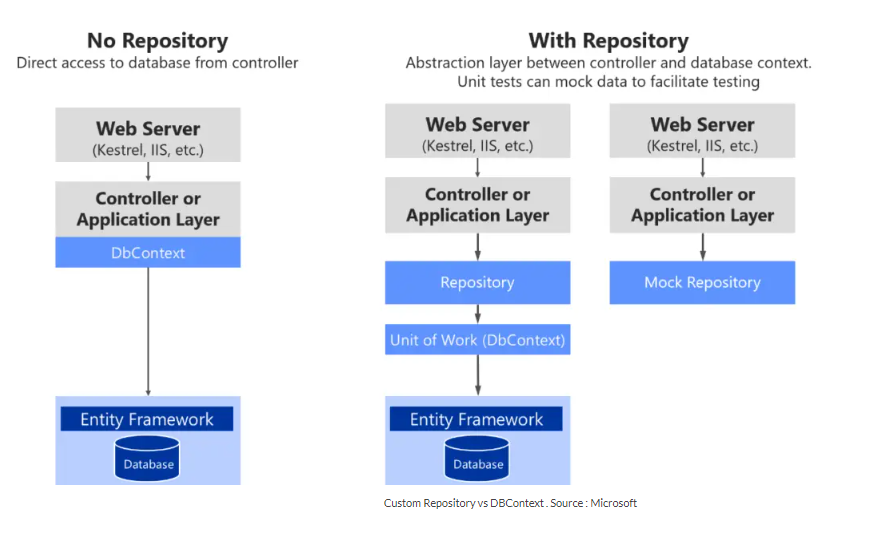 No Repository
Direct access to database from controller
Web Server
(Kestrel, IIS, etc.)
Controller or
Application Layer
DbContext
Entity Framework
Database
With Repository
Abstraction layer between controller and database context.
Unit tests can mock data to facilitate testing
Web Server
(Kestrel, IIS, etc.)
Controller or
Application Layer
Repository
Unit of Work (DbContext)
Entity Framework
Database
Web Server
(Kestrel, IIS, etc.)
Controller or
Application Layer
Mock Repository
Custom Repository vs DBContext . Source : Microsoft